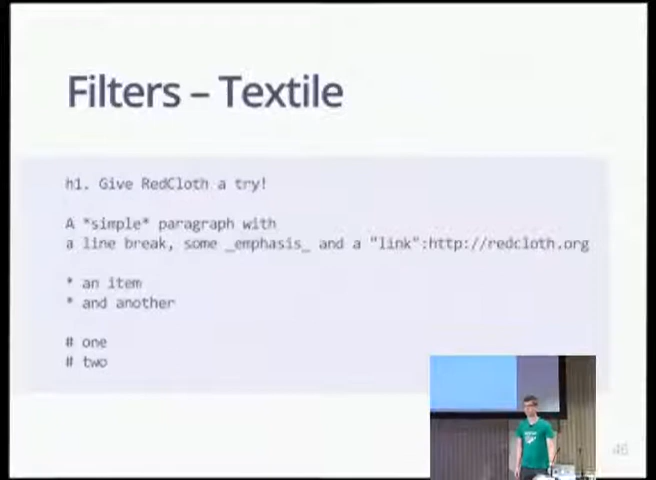 Filters – Textile
h1. Give RedCloth a try!
A *simple* paragraph with
a line break, some _emphasis_ and a "link":http://redcloth.org
* an item
* and another
# one
# two
46